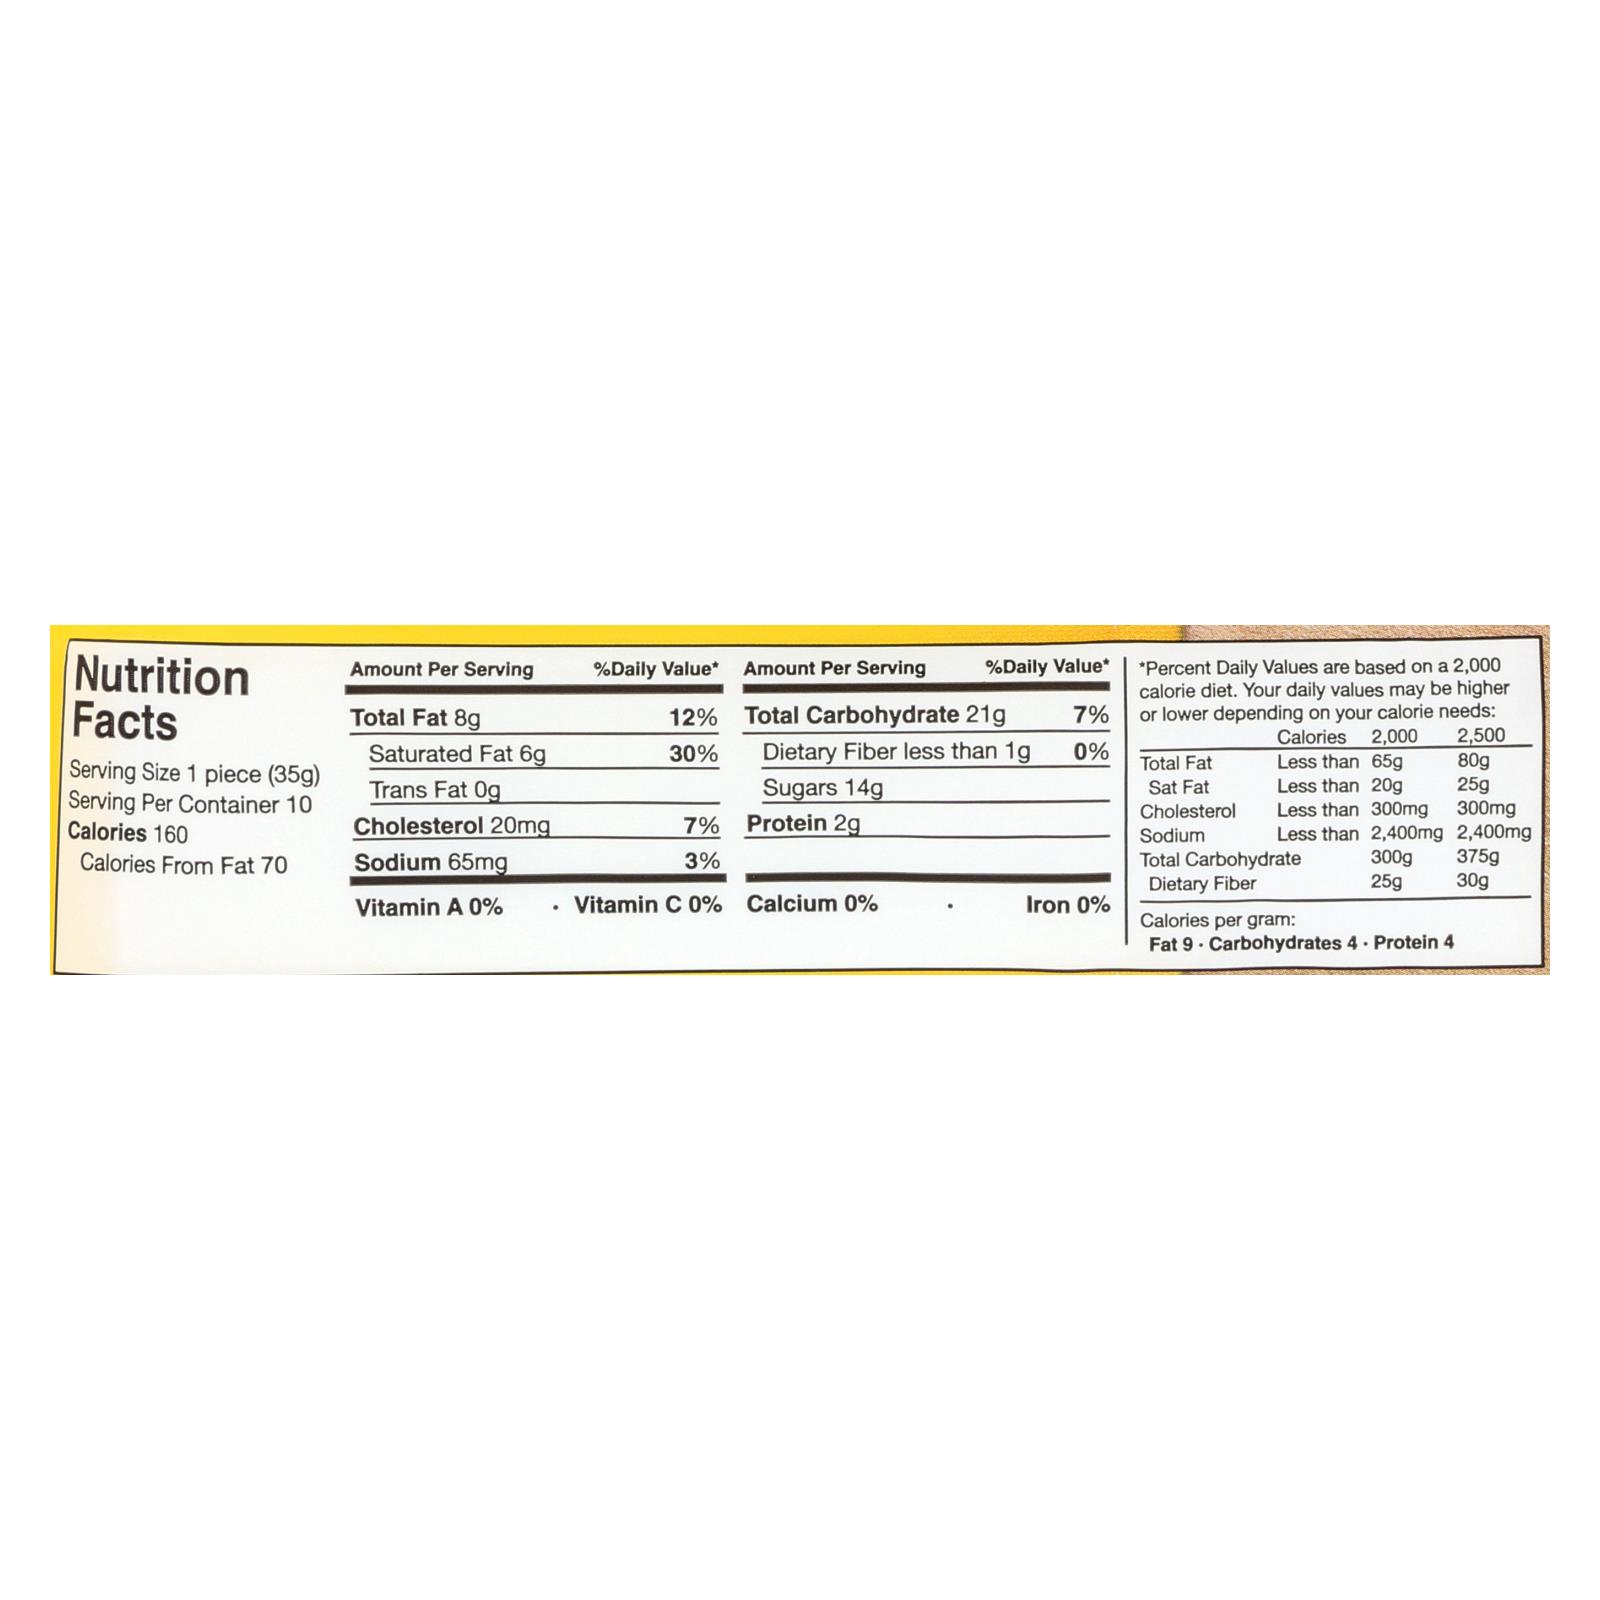 Nutrition
Facts
Serving Size 1 piece (35g)
Serving Per Container 10
Calories 160
Calories From Fat 70
Amount Per Serving %Daily Value*
Total Fat 8g 12%
Saturated Fat 6g 30%
Trans Fat 0g
Cholesterol 20mg 7%
Sodium 65mg 3%
Vitamin A 0% · Vitamin C 0%
Amount Per Serving %Daily Value*
Total Carbohydrate 21g 7%
Dietary Fiber less than 1g 0%
Sugars 14g
Protein 2g
Calcium 0% · Iron 0%
*Percent Daily Values are based on a 2,000
calorie diet. Your daily values may be higher
or lower depending on your calorie needs:
Calories 2,000 2,500
Total Fat Less than 65g 80g
Sat Fat Less than 20g 25g
Cholesterol Less than 300mg 300mg
Sodium Less than 2,400mg 2,400mg
Total Carbohydrate 300g 375g
Dietary Fiber 25g 30g
Calories per gram:
Fat 9 · Carbohydrates 4 · Protein 4